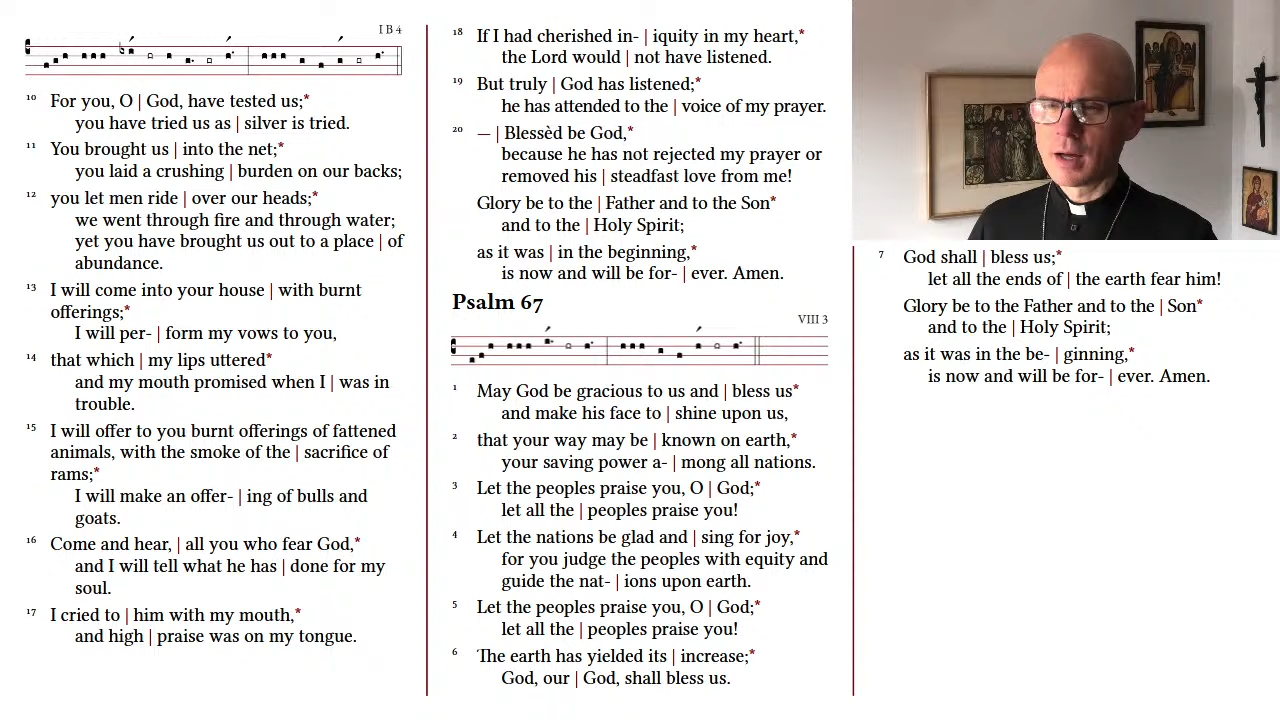 I B 4
10 For you, O | God, have tested us;*
you have tried us as | silver is tried.
11 You brought us | into the net;*
you laid a crushing | burden on our backs;
12 you let men ride | over our heads;*
we went through fire and through water;
yet you have brought us out to a place | of
abundance.
13 I will come into your house | with burnt
offerings;*
I will per- | form my vows to you,
14 that which | my lips uttered*
and my mouth promised when I | was in
trouble.
15 I will offer to you burnt offerings of fattened
animals, with the smoke of the | sacrifice of
rams;*
I will make an offer- | ing of bulls and
goats.
16 Come and hear, | all you who fear God,*
and I will tell what he has | done for my
soul.
17 I cried to | him with my mouth,*
and high | praise was on my tongue.
18 If I had cherished in- | iquity in my heart,*
the Lord would | not have listened.
19 But truly | God has listened;*
he has attended to the | voice of my prayer.
20 — | Blessèd be God,*
because he has not rejected my prayer or
removed his | steadfast love from me!
Glory be to the | Father and to the Son*
and to the | Holy Spirit;
as it was | in the beginning,*
is now and will be for- | ever. Amen.
Psalm 67
VIII 3
1 May God be gracious to us and | bless us*
and make his face to | shine upon us,
2 that your way may be | known on earth,*
your saving power a- | mong all nations.
3 Let the peoples praise you, O | God;*
let all the | peoples praise you!
4 Let the nations be glad and | sing for joy,*
for you judge the peoples with equity and
guide the nat- | ions upon earth.
5 Let the peoples praise you, O | God;*
let all the | peoples praise you!
6 The earth has yielded its | increase;*
God, our | God, shall bless us.
7 God shall | bless us;*
let all the ends of | the earth fear him!
Glory be to the Father and to the | Son*
and to the | Holy Spirit;
as it was in the be- | ginning,*
is now and will be for- | ever. Amen.